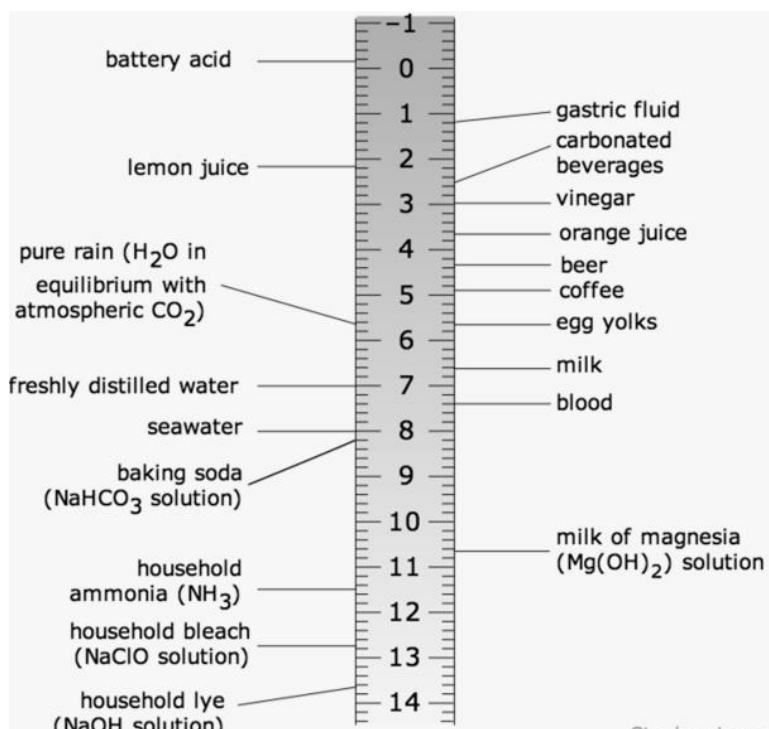 battery acid
lemon juice
pure rain (H₂O in
equilibrium with
atmospheric CO₂)
freshly distilled water
seawater
baking soda
(NaHCO₃ solution)
household
ammonia (NH₃)
household bleach
(NaClO solution)
household lye
(NaOH solution)
-1
0
1
2
3
4
5
6
7
8
9
10
11
12
13
14
gastric fluid
carbonated
beverages
vinegar
orange juice
beer
coffee
egg yolks
milk
blood
milk of magnesia
(Mg(OH)₂) solution